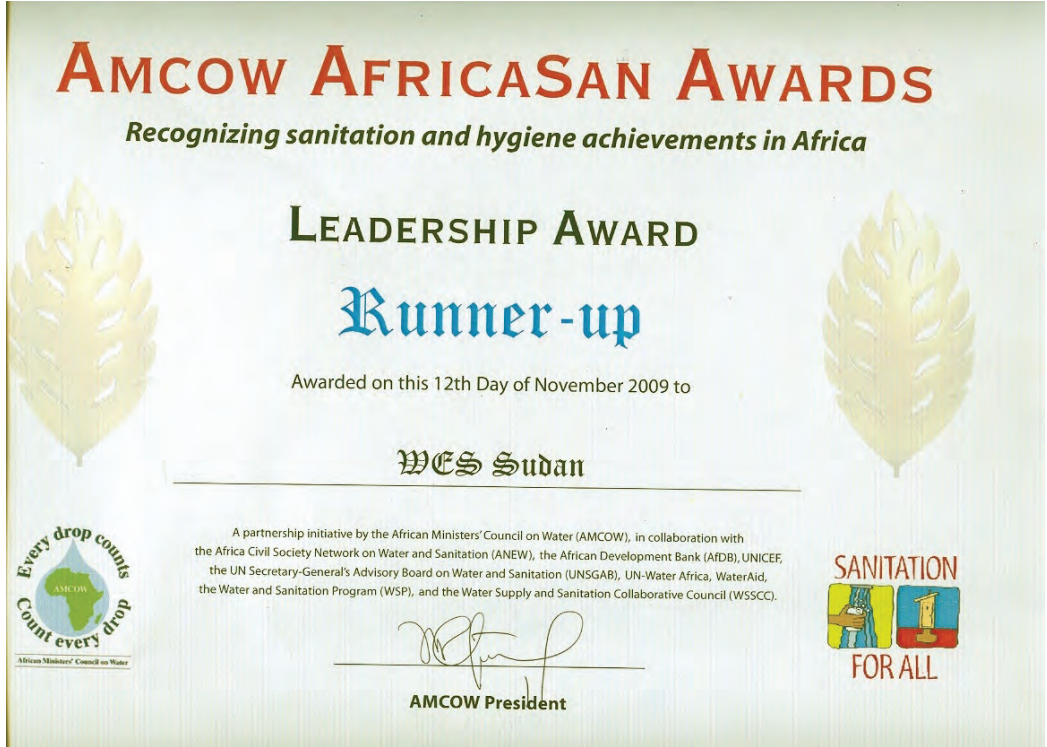 AMCOW AFRICASAN AWARDS
Recognizing sanitation and hygiene achievements in Africa
LEADERSHIP AWARD
Runner-up
Awarded on this 12th Day of November 2009 to
WES Sudan
A partnership initiative by the African Ministers' Council on Water (AMCOW), in collaboration with
the Africa Civil Society Network on Water and Sanitation (ANEW), the African Development Bank (AfDB), UNICEF,
the UN Secretary-General's Advisory Board on Water and Sanitation (UNSGAB), UN-Water Africa, WaterAid,
the Water and Sanitation Program (WSP), and the Water Supply and Sanitation Collaborative Council (WSSCC).
AMCOW President
Every drop counts
AMCOW
Count every drop
African Ministers' Council on Water
SANITATION
FOR ALL